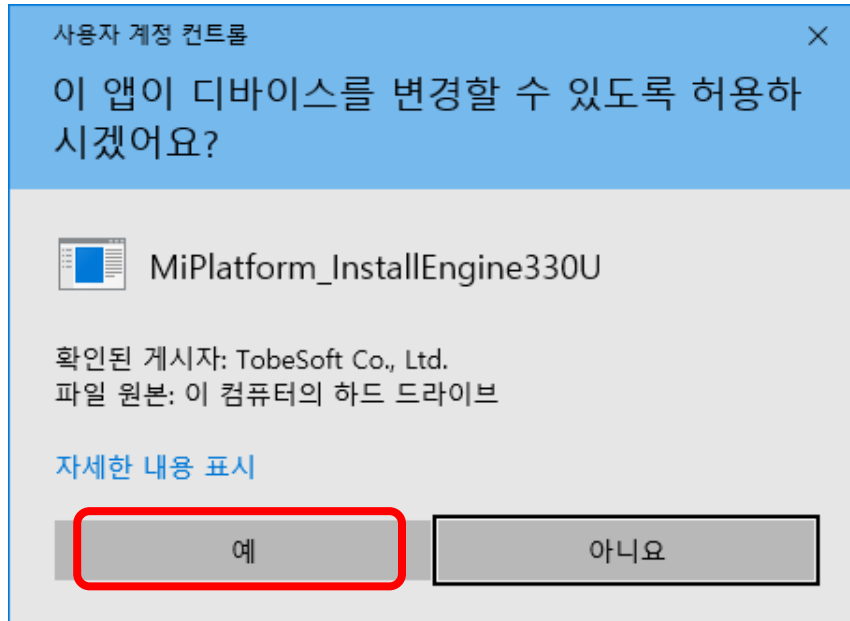 사용자 계정 컨트롤
이 앱이 디바이스를 변경할 수 있도록 허용하
시겠어요?
MiPlatform_InstallEngine330U
확인된 게시자: TobeSoft Co., Ltd.
파일 원본: 이 컴퓨터의 하드 드라이브
자세한 내용 표시
예
아니요